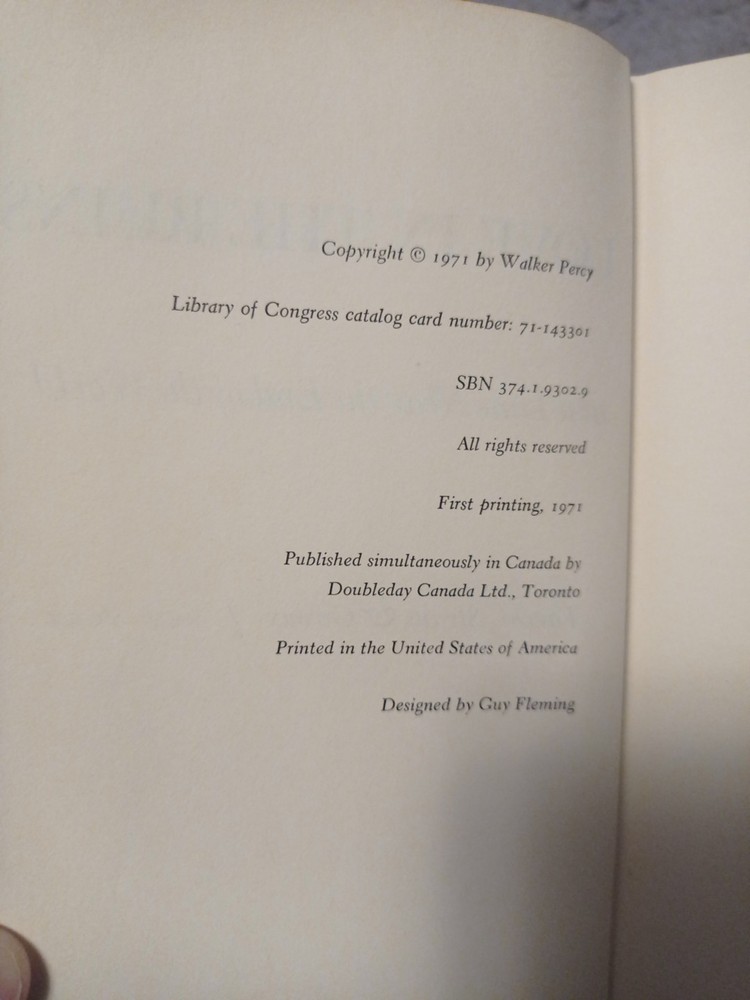 Copyright © 1971 by Walker Percy
Library of Congress catalog card number: 71-143301
SBN 374.1.9302.9
All rights reserved
First printing, 1971
Published simultaneously in Canada by
Doubleday Canada Ltd., Toronto
Printed in the United States of America
Designed by Guy Fleming